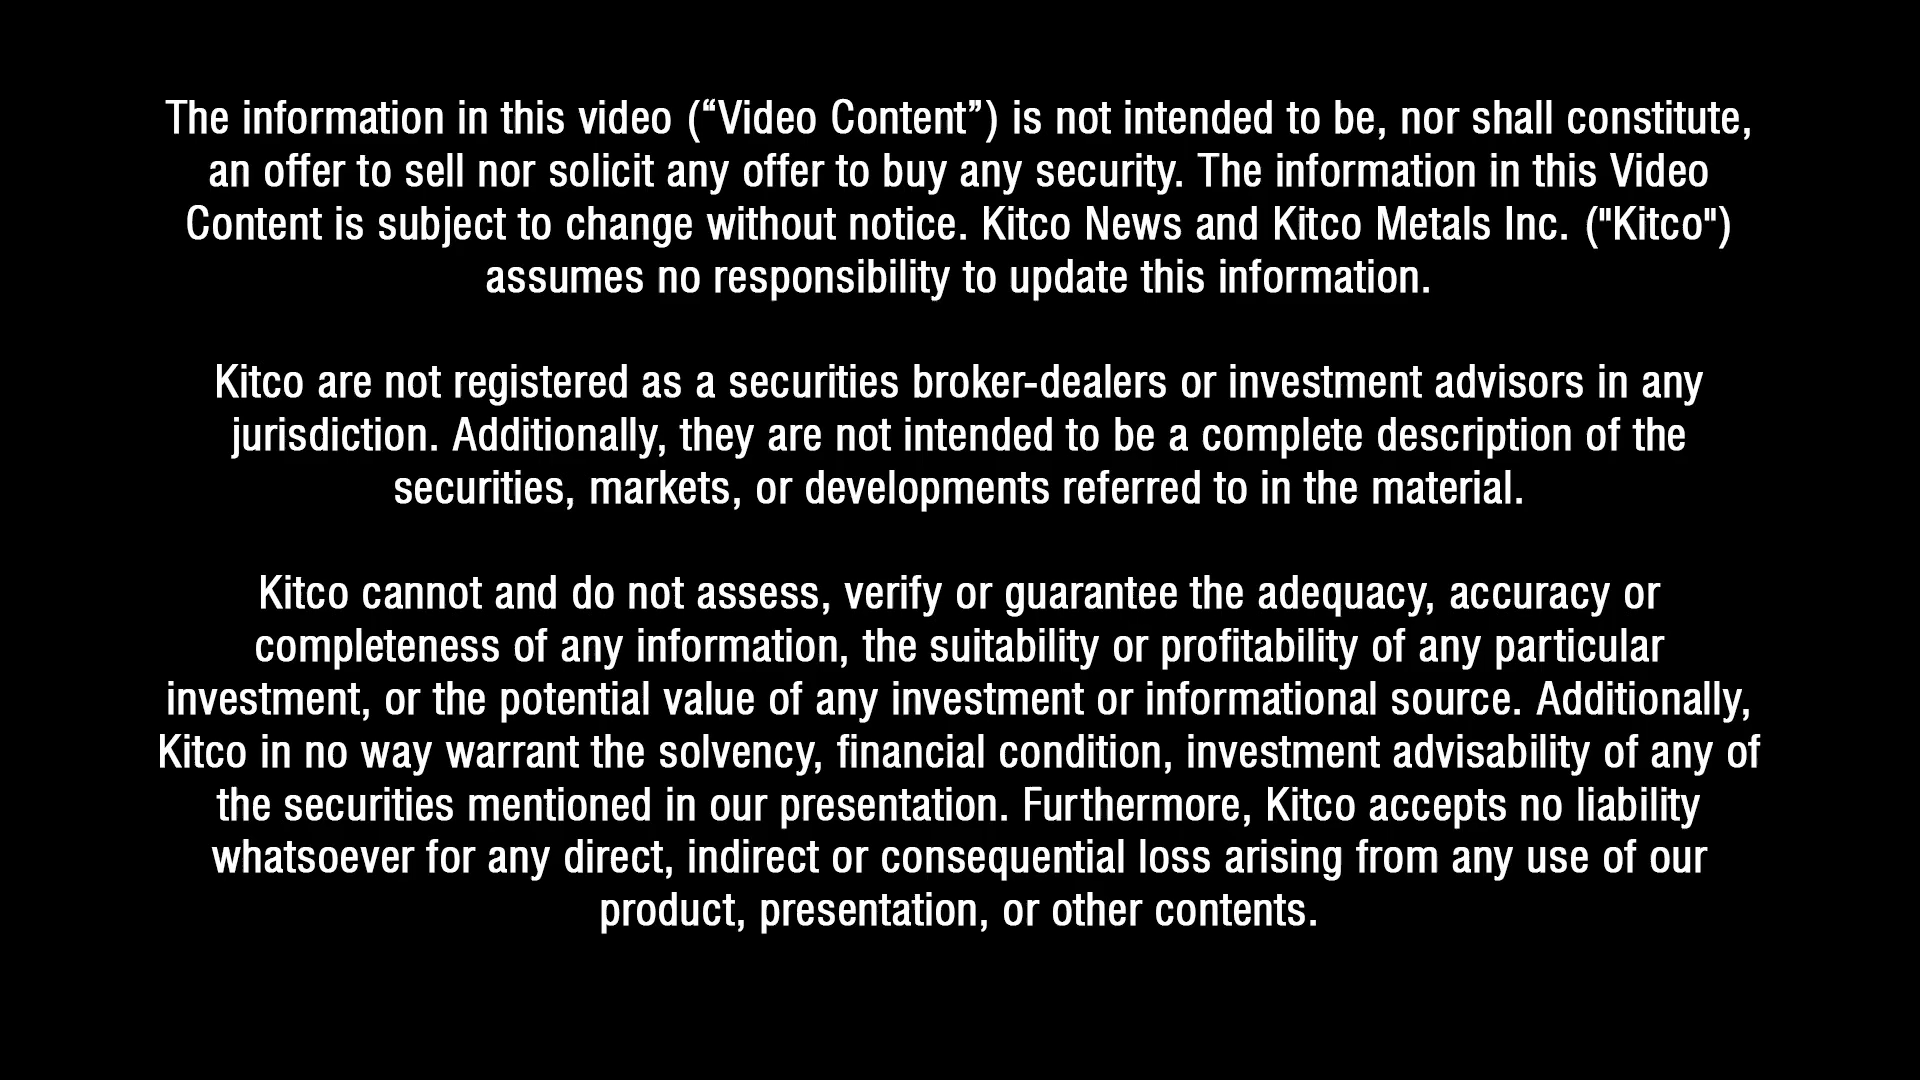 The information in this video (“Video Content”) is not intended to be, nor shall constitute,
an offer to sell nor solicit any offer to buy any security. The information in this Video
Content is subject to change without notice. Kitco News and Kitco Metals Inc. ("Kitco")
assumes no responsibility to update this information.
Kitco are not registered as a securities broker-dealers or investment advisors in any
jurisdiction. Additionally, they are not intended to be a complete description of the
securities, markets, or developments referred to in the material.
Kitco cannot and do not assess, verify or guarantee the adequacy, accuracy or
completeness of any information, the suitability or profitability of any particular
investment, or the potential value of any investment or informational source. Additionally,
Kitco in no way warrant the solvency, financial condition, investment advisability of any of
the securities mentioned in our presentation. Furthermore, Kitco accepts no liability
whatsoever for any direct, indirect or consequential loss arising from any use of our
product, presentation, or other contents.